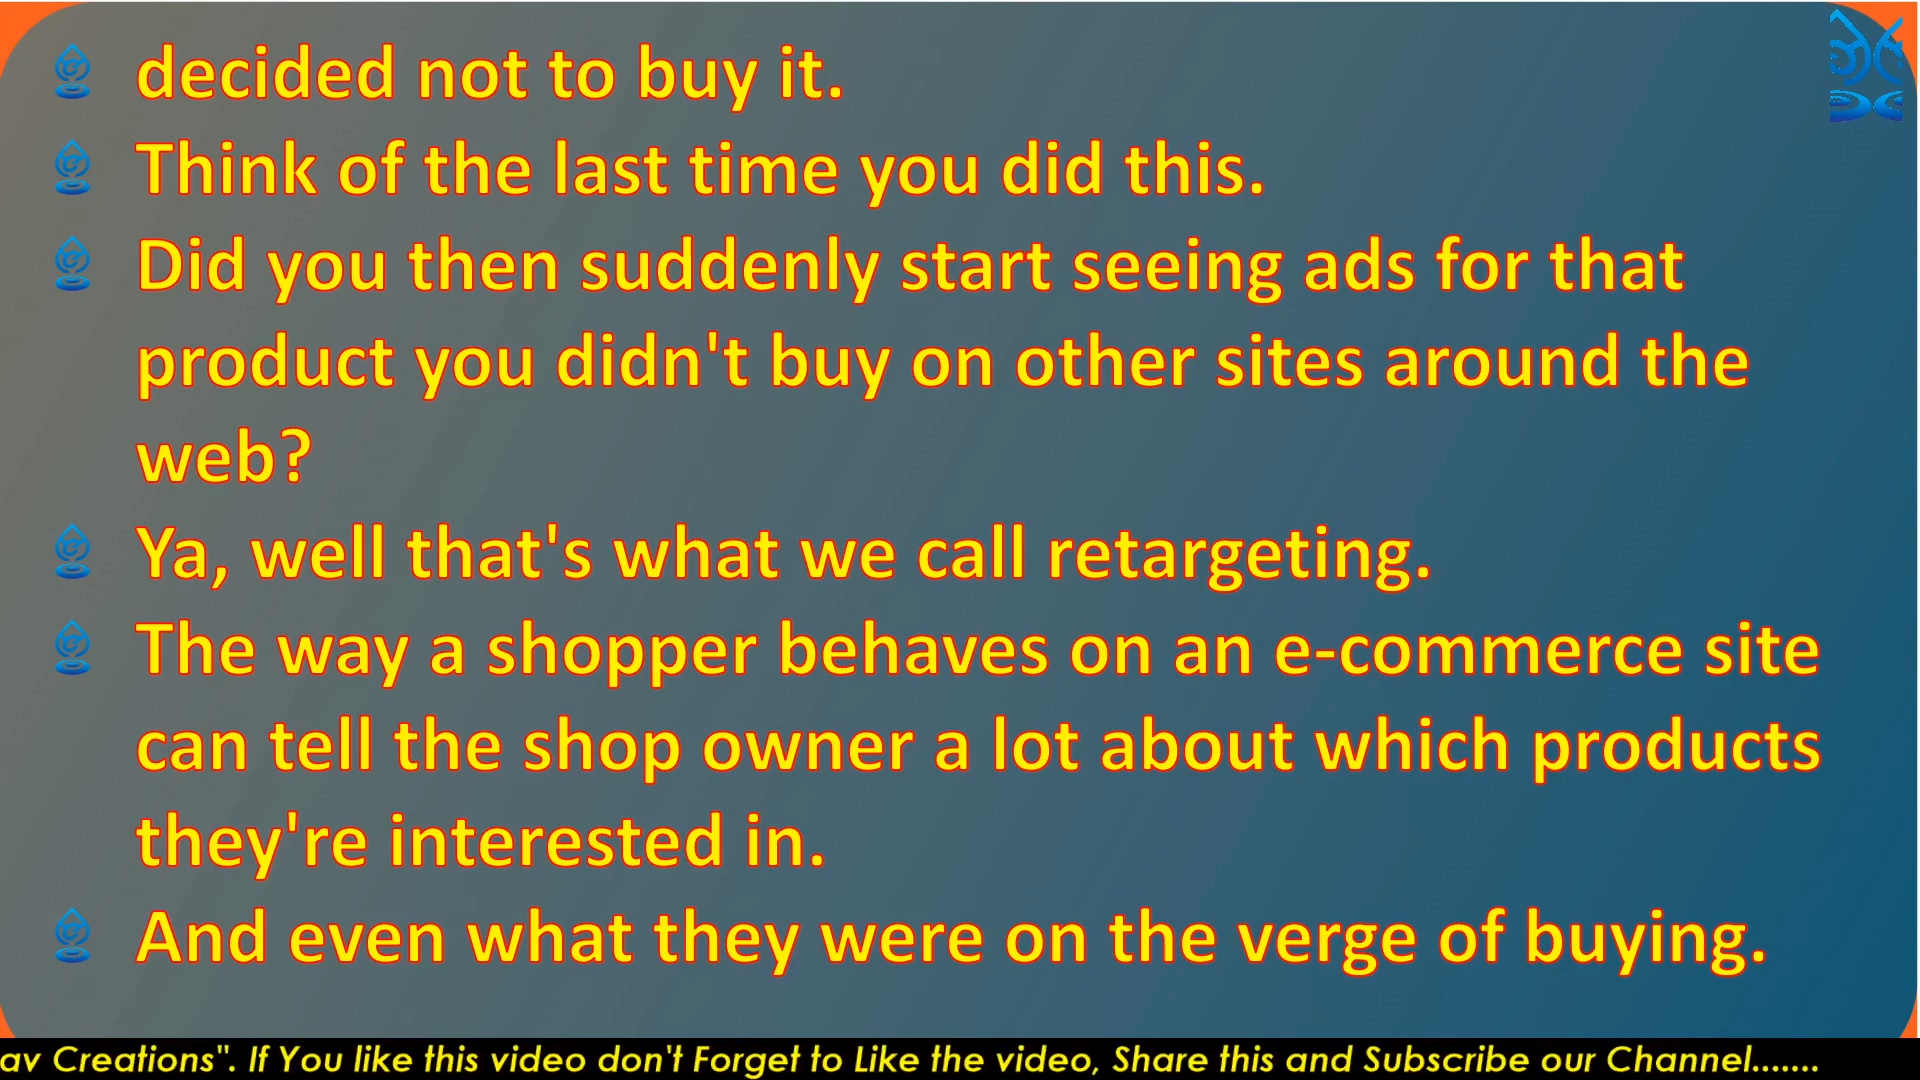 decided not to buy it.
Think of the last time you did this.
Did you then suddenly start seeing ads for that
product you didn't buy on other sites around the
web?
Ya, well that's what we call retargeting.
The way a shopper behaves on an e-commerce site
can tell the shop owner a lot about which products
they're interested in.
And even what they were on the verge of buying.
av Creations". If You like this video don't Forget to Like the video, Share this and Subscribe our Channel.......